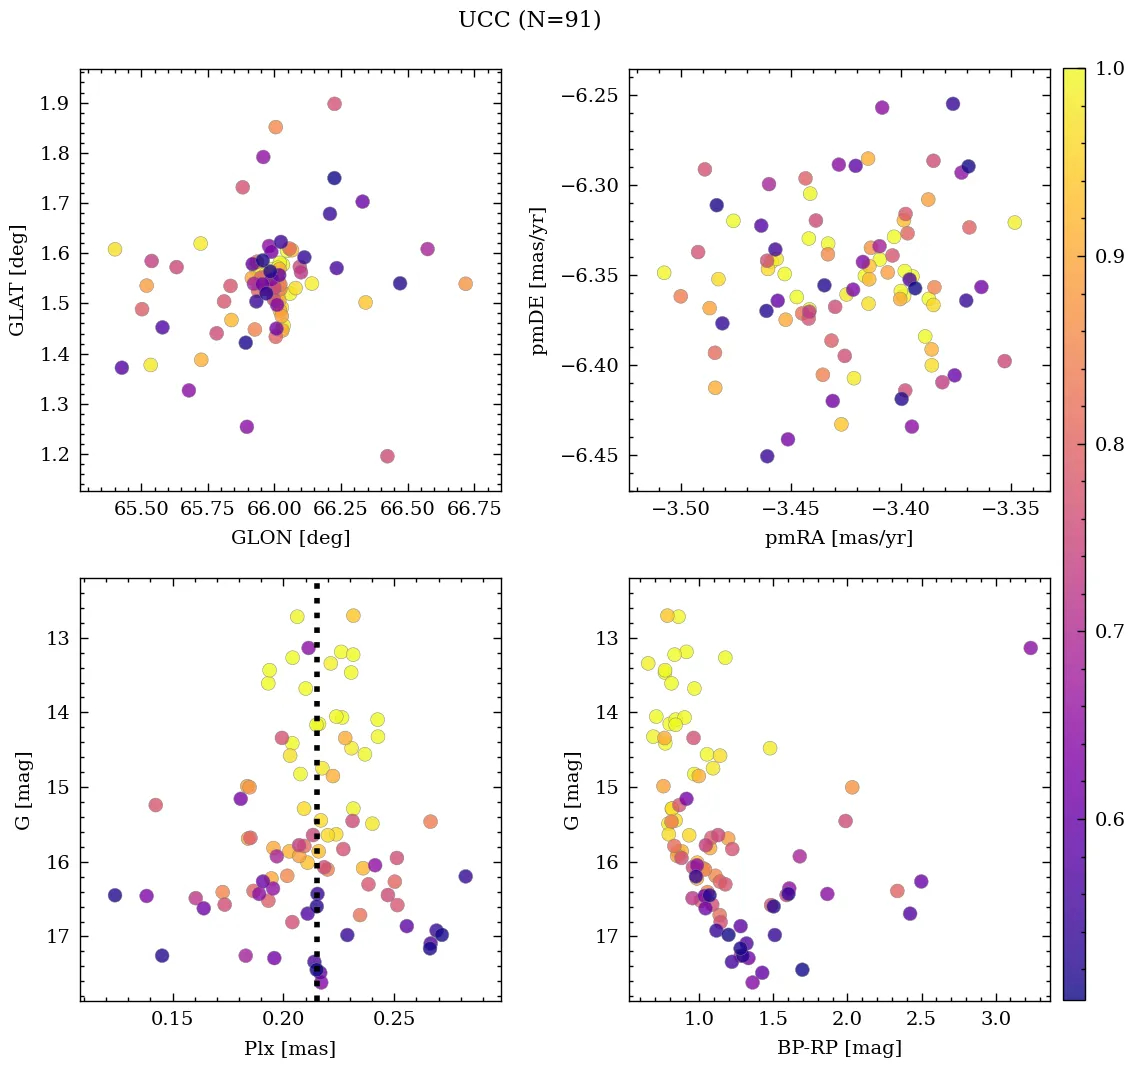 UCC (N=91)
1.9
1.8
1.7
1.6
1.5
1.4
1.3
1.2
GLAT [deg]
65.50 65.75 66.00 66.25 66.50 66.75
GLON [deg]
−6.25
−6.30
−6.35
−6.40
−6.45
pmDE [mas/yr]
−3.50 −3.45 −3.40 −3.35
pmRA [mas/yr]
1.0
0.9
0.8
0.7
0.6
13
14
15
16
17
G [mag]
0.15 0.20 0.25
Plx [mas]
13
14
15
16
17
G [mag]
1.0 1.5 2.0 2.5 3.0
BP-RP [mag]